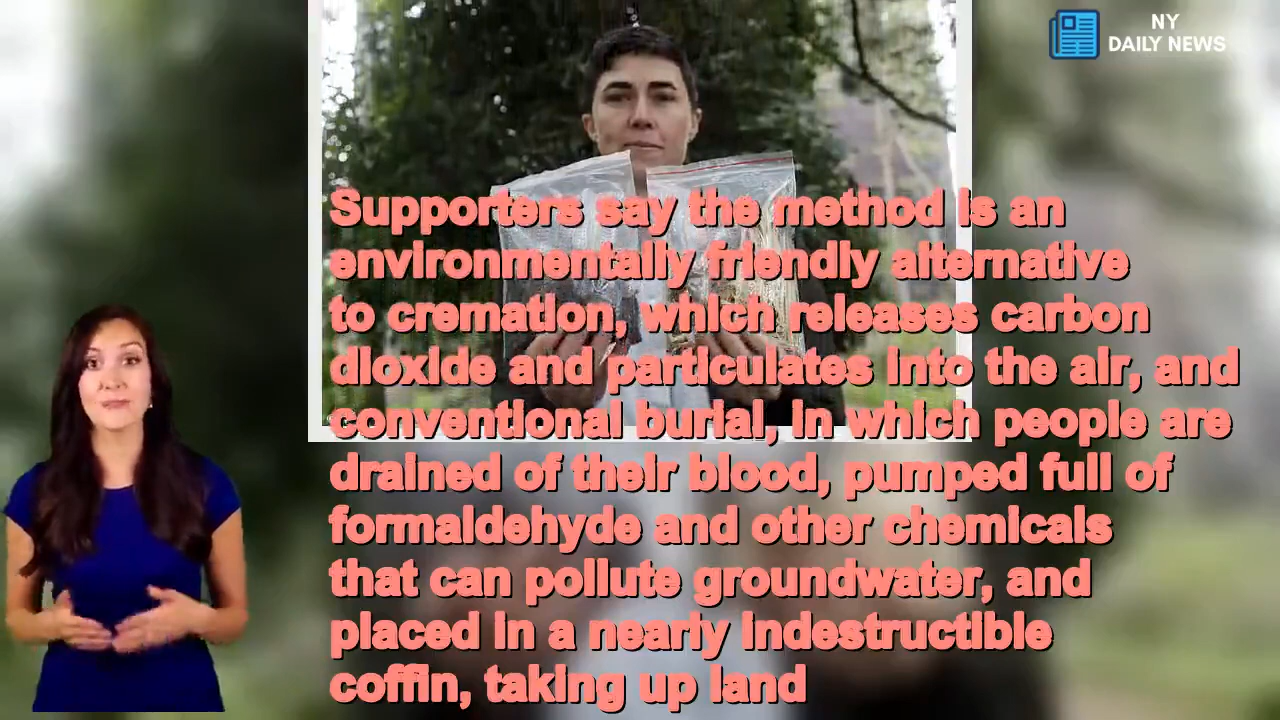 NY
DAILY NEWS
Supporters say the method is an
environmentally friendly alternative
to cremation, which releases carbon
dioxide and particulates into the air, and
conventional burial, in which people are
drained of their blood, pumped full of
formaldehyde and other chemicals
that can pollute groundwater, and
placed in a nearly indestructible
coffin, taking up land